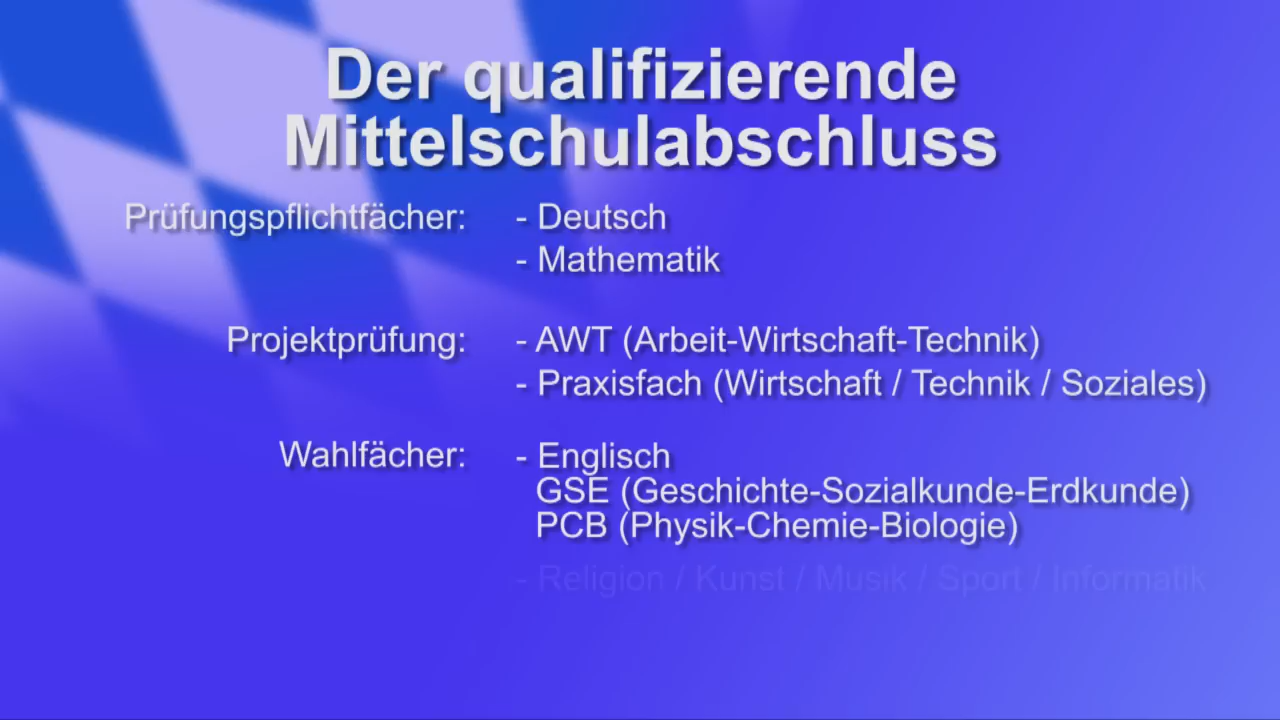 Der qualifizierende
Mittelschulabschluss
Prüfungspflichtfächer: - Deutsch
- Mathematik
Projektprüfung: - AWT (Arbeit-Wirtschaft-Technik)
- Praxisfach (Wirtschaft / Technik / Soziales)
Wahlfächer: - Englisch
GSE (Geschichte-Sozialkunde-Erdkunde)
PCB (Physik-Chemie-Biologie)
- Religion / Kunst / Musik / Sport / Informatik